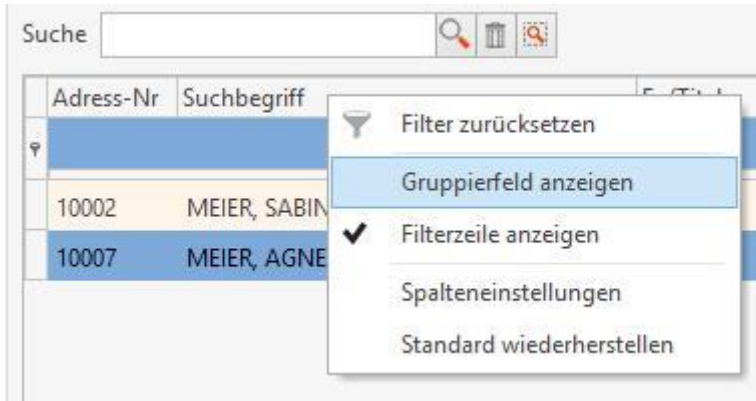 Suche
Adress-Nr Suchbegriff
Filter zurücksetzen
Gruppierfeld anzeigen
10002 MEIER, SABIN
Filterzeile anzeigen
10007 MEIER, AGNE
Spalteneinstellungen
Standard wiederherstellen